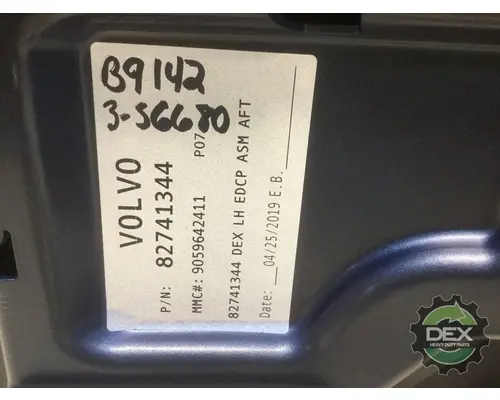 B9142
3-56680
VOLVO
P/N: 82741344
MMC#: 9059642411 P07
82741344 DEX LH EDCP ASM AFT
Date: 04/25/2019 E.B.
DEX
HEAVY DUTY PARTS